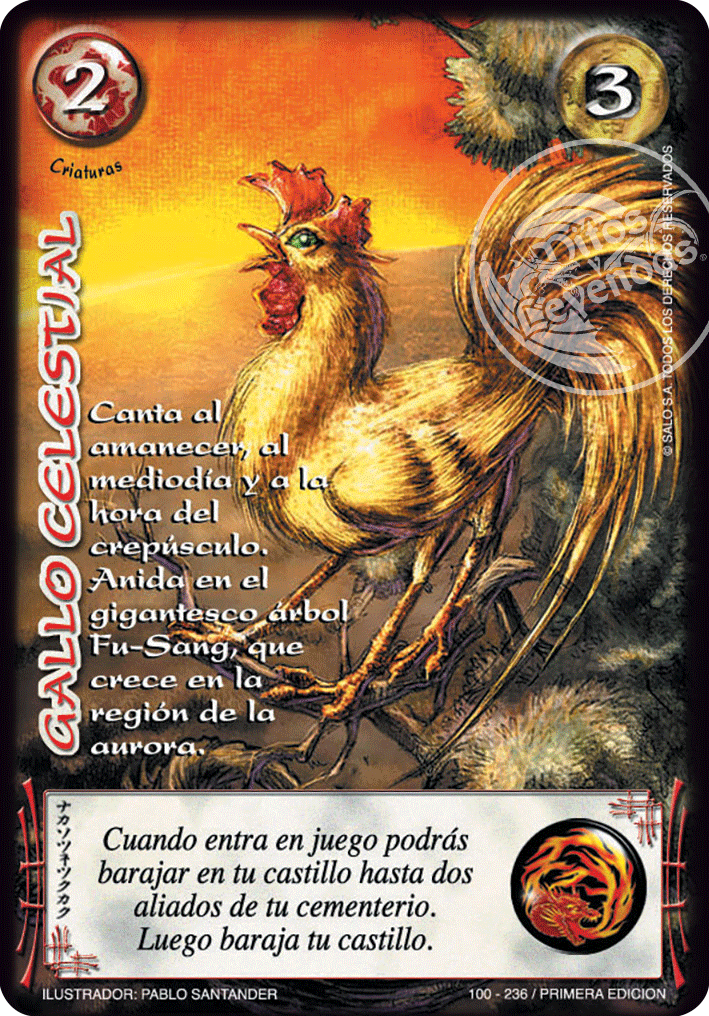 2
3
Criaturas
GALLO CELESTIAL
Canta al
amanecer, al
mediodía y a la
hora del
crepúsculo.
Anida en el
gigantesco árbol
Fu-Sang, que
crece en la
región de la
aurora.
© SALO S.A. TODOS LOS DERECHOS RESERVADOS
Mitos
Leyendas
ナカソツネツクカク
Cuando entra en juego podrás
barajar en tu castillo hasta dos
aliados de tu cementerio.
Luego baraja tu castillo.
ILUSTRADOR: PABLO SANTANDER
100 - 236 / PRIMERA EDICION